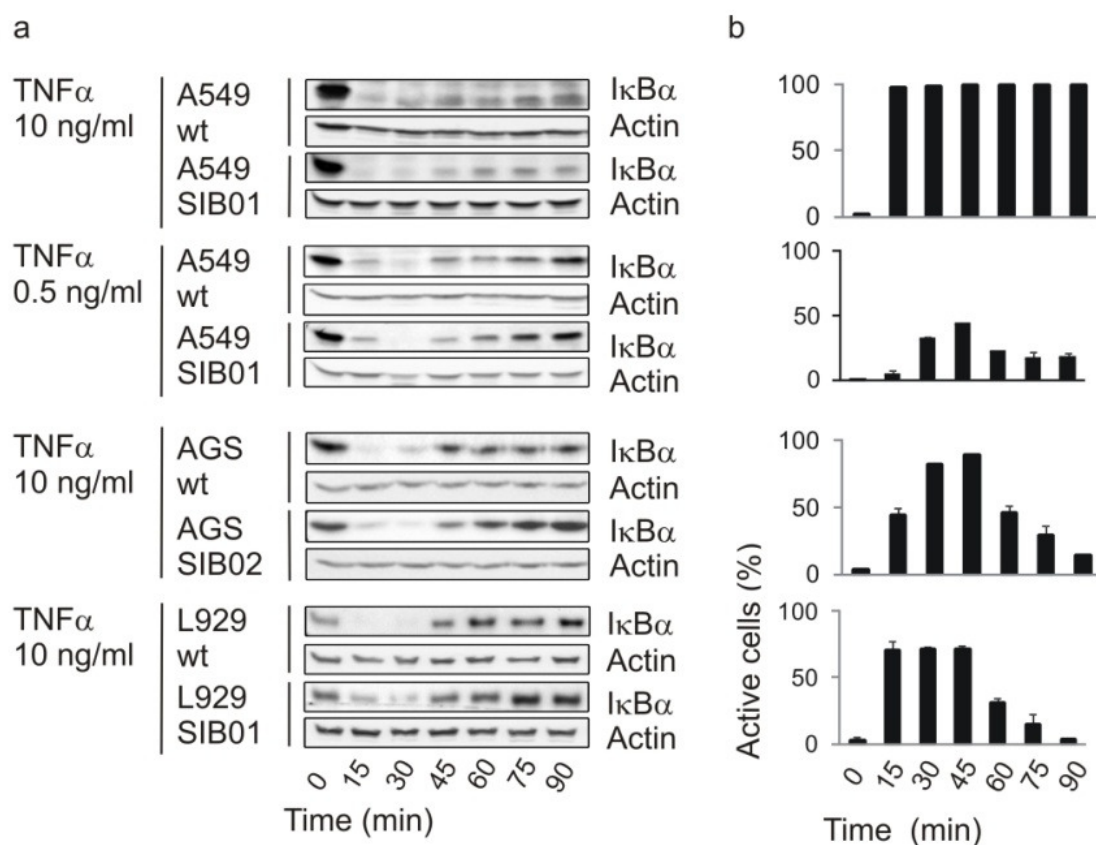 a
TNFα
10 ng/ml
A549
wt
A549
SIB01
IκBα
Actin
IκBα
Actin
TNFα
0.5 ng/ml
A549
wt
A549
SIB01
IκBα
Actin
IκBα
Actin
TNFα
10 ng/ml
AGS
wt
AGS
SIB02
IκBα
Actin
IκBα
Actin
TNFα
10 ng/ml
L929
wt
L929
SIB01
IκBα
Actin
IκBα
Actin
0 15 30 45 60 75 90
Time (min)
b
100
50
0
100
50
0
100
50
0
100
50
0
Active cells (%)
0 15 30 45 60 75 90
Time (min)